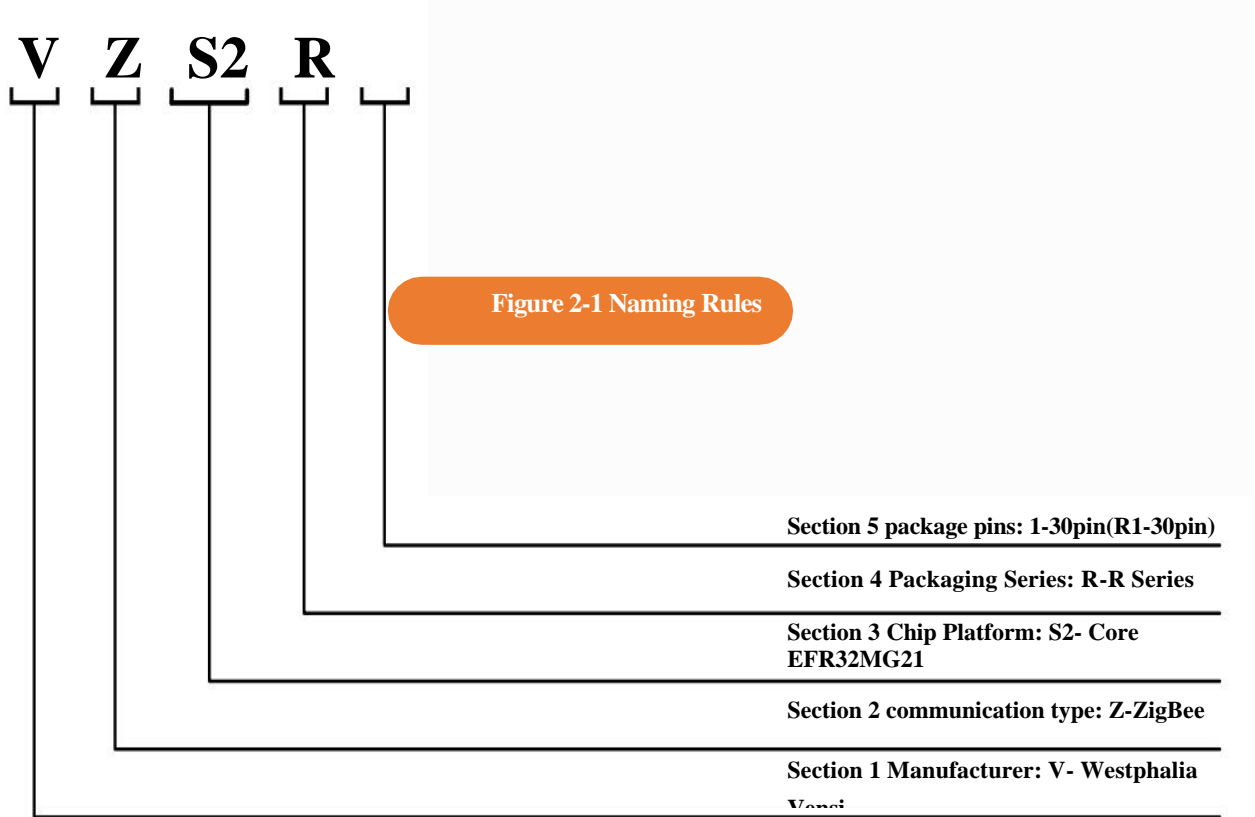 V Z S2 R
Figure 2-1 Naming Rules
Section 5 package pins: 1-30pin(R1-30pin)
Section 4 Packaging Series: R-R Series
Section 3 Chip Platform: S2- Core
EFR32MG21
Section 2 communication type: Z-ZigBee
Section 1 Manufacturer: V- Westphalia